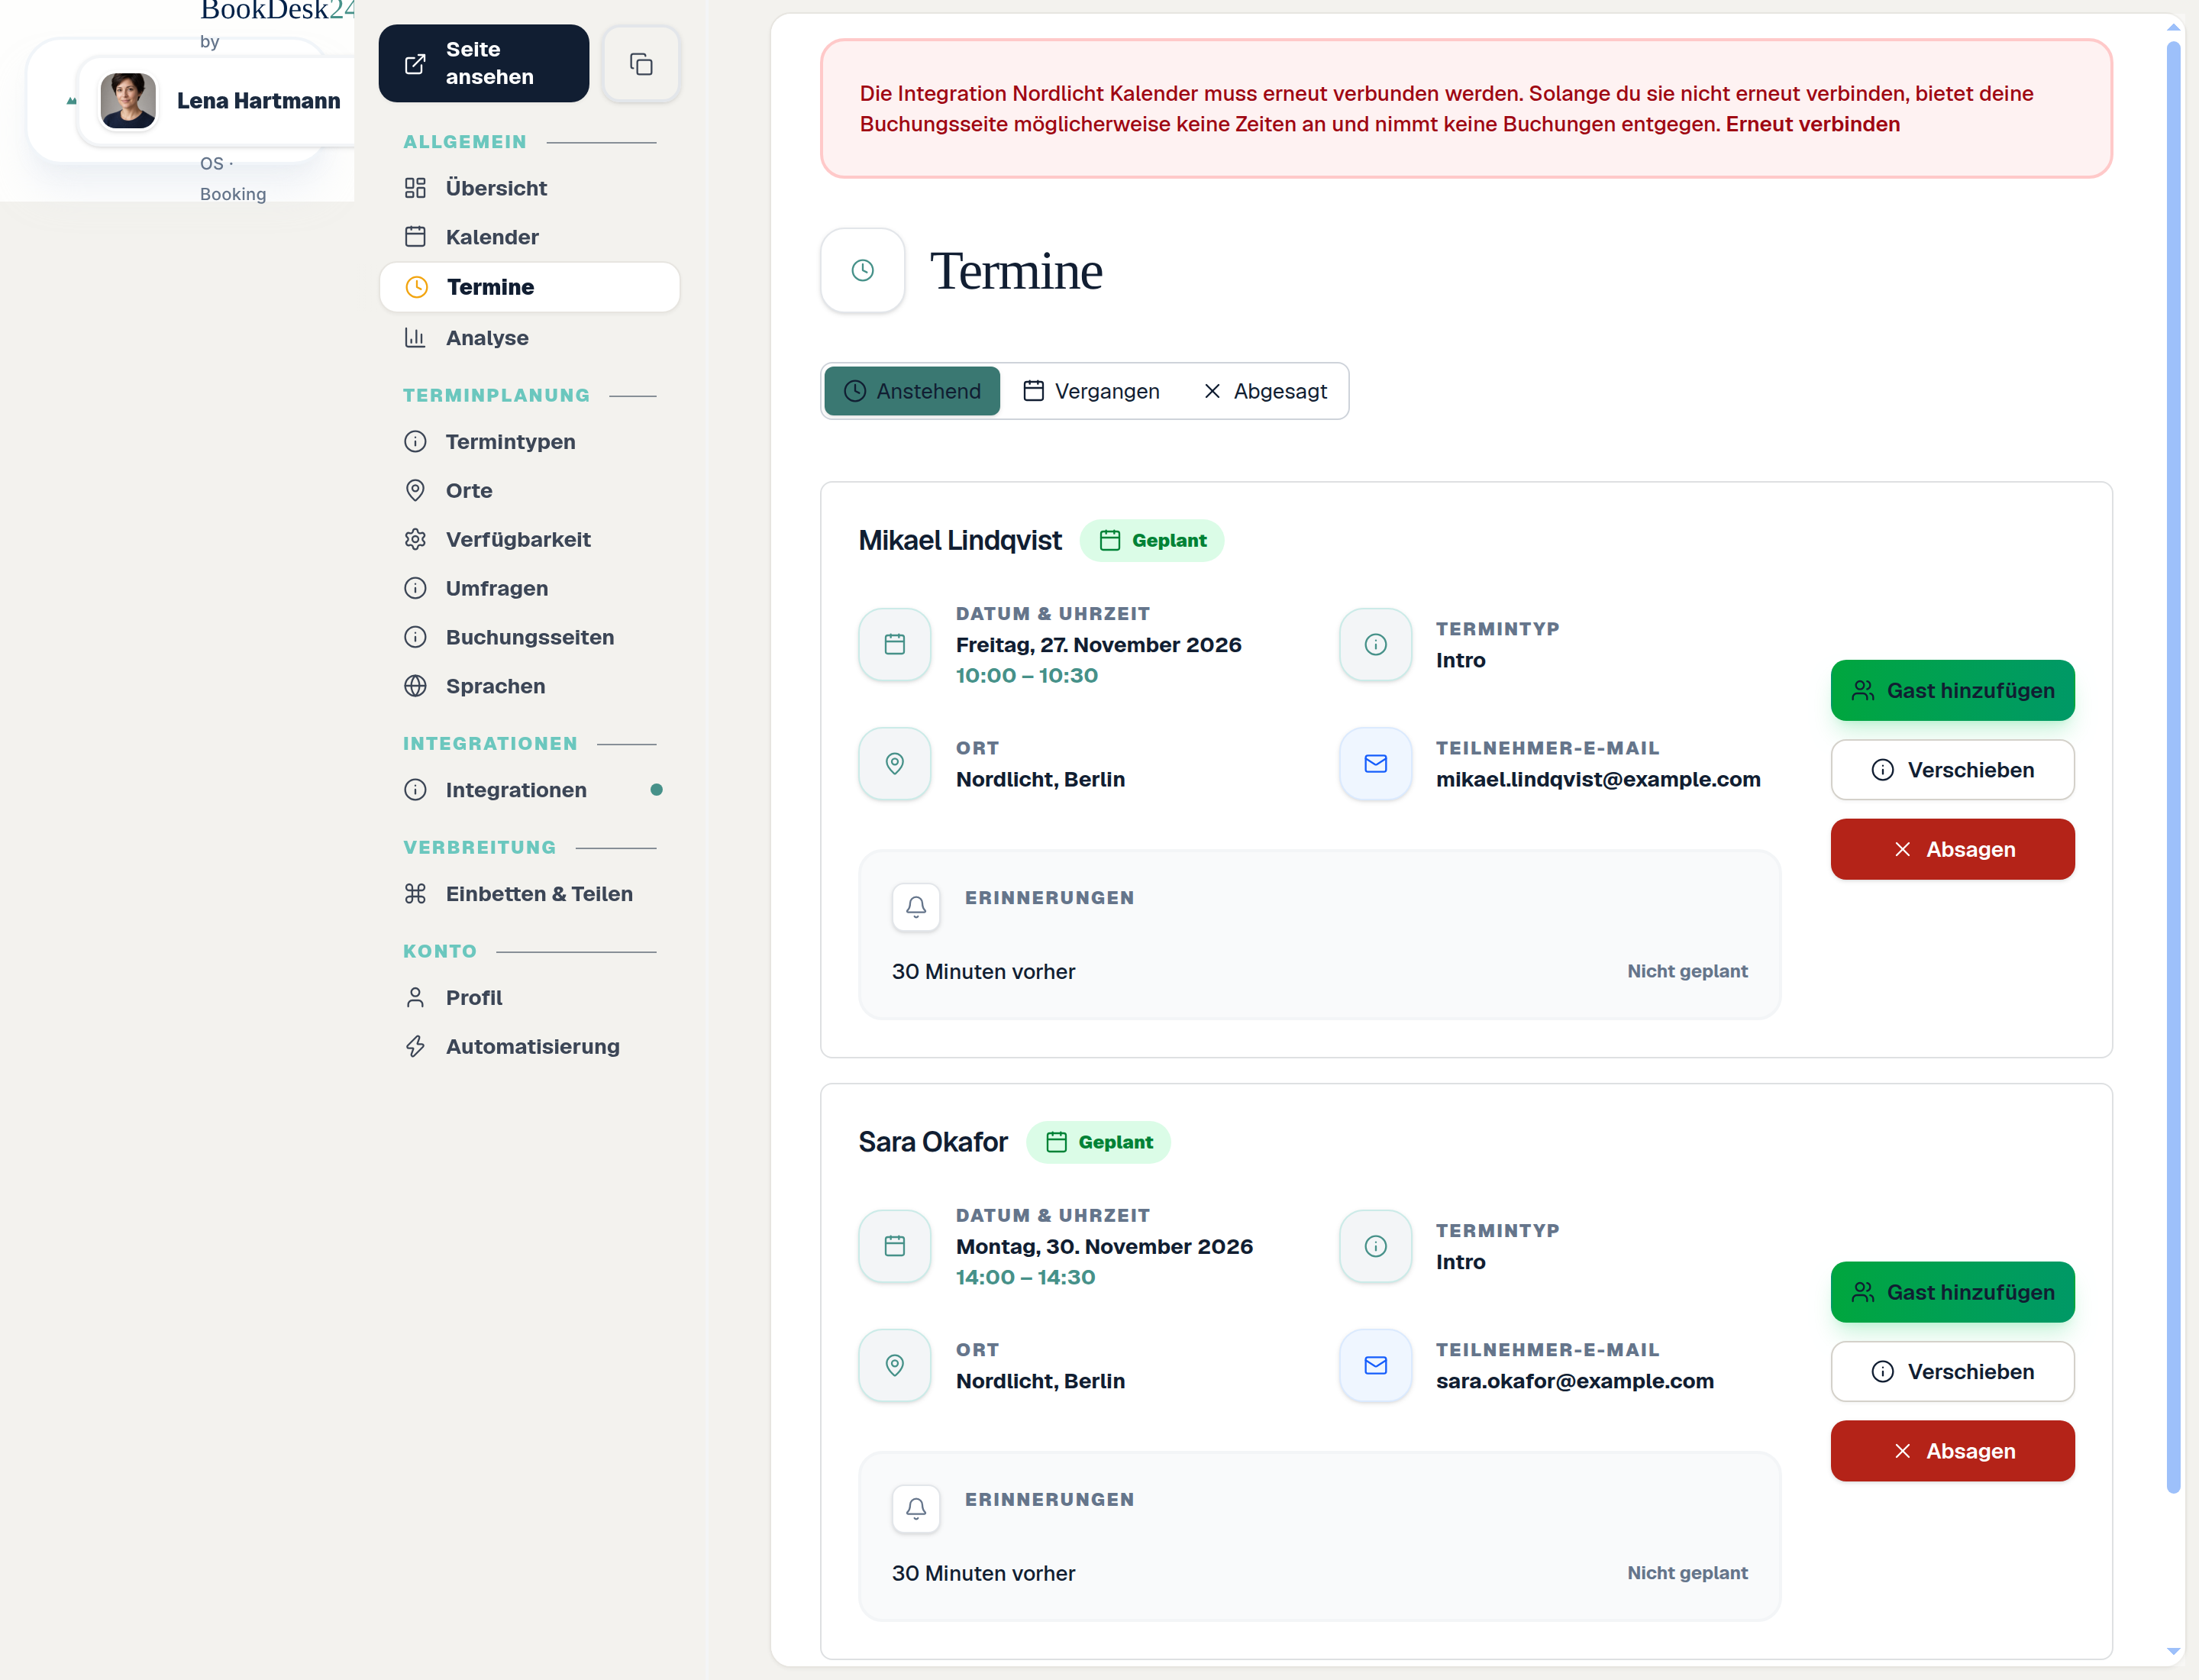 BookDesk24
by
Lena Hartmann
OS ·
Booking
Seite
ansehen
ALLGEMEIN
Übersicht
Kalender
Termine
Analyse
TERMINPLANUNG
Termintypen
Orte
Verfügbarkeit
Umfragen
Buchungsseiten
Sprachen
INTEGRATIONEN
Integrationen
VERBREITUNG
Einbetten & Teilen
KONTO
Profil
Automatisierung
Die Integration Nordlicht Kalender muss erneut verbunden werden. Solange du sie nicht erneut verbinden, bietet deine
Buchungsseite möglicherweise keine Zeiten an und nimmt keine Buchungen entgegen. Erneut verbinden
Termine
Anstehend Vergangen Abgesagt
Mikael Lindqvist Geplant
DATUM & UHRZEIT
Freitag, 27. November 2026
10:00 – 10:30
TERMINTYP
Intro
ORT
Nordlicht, Berlin
TEILNEHMER-E-MAIL
mikael.lindqvist@example.com
Gast hinzufügen
Verschieben
Absagen
ERINNERUNGEN
30 Minuten vorher Nicht geplant
Sara Okafor Geplant
DATUM & UHRZEIT
Montag, 30. November 2026
14:00 – 14:30
TERMINTYP
Intro
ORT
Nordlicht, Berlin
TEILNEHMER-E-MAIL
sara.okafor@example.com
Gast hinzufügen
Verschieben
Absagen
ERINNERUNGEN
30 Minuten vorher Nicht geplant